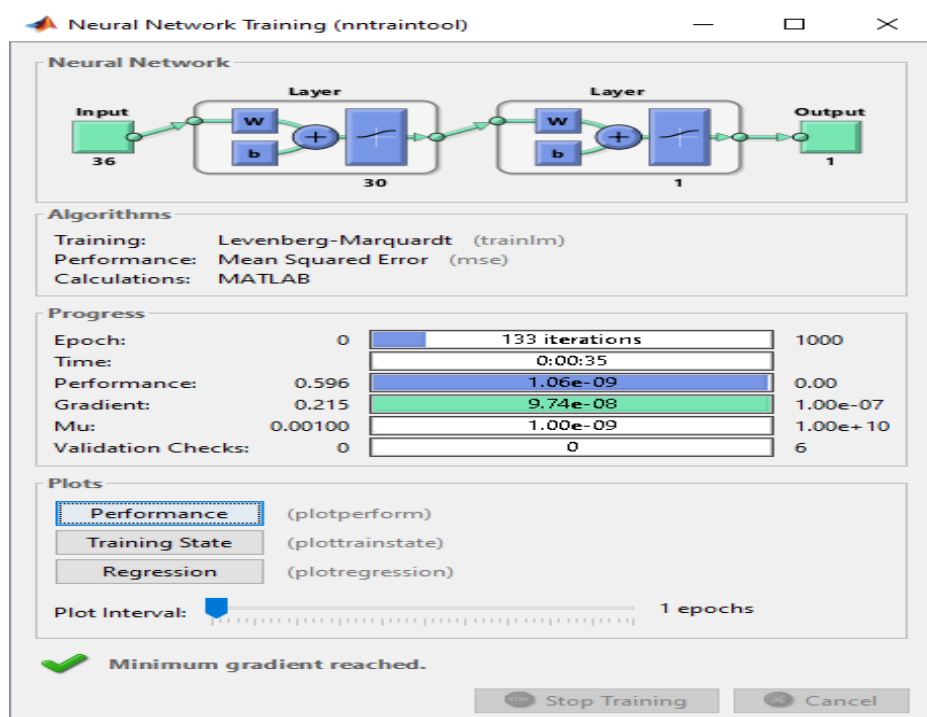 Neural Network Training (nntraintool)
Neural Network
Layer Layer
Input Output
W W
b b
36 30 1 1
Algorithms
Training: Levenberg-Marquardt (trainlm)
Performance: Mean Squared Error (mse)
Calculations: MATLAB
Progress
Epoch: 0 133 iterations 1000
Time: 0:00:35
Performance: 0.596 1.06e-09 0.00
Gradient: 0.215 9.74e-08 1.00e-07
Mu: 0.00100 1.00e-09 1.00e+10
Validation Checks: 0 0 6
Plots
Performance (plotperform)
Training State (plottrainstate)
Regression (plotregression)
Plot Interval: 1 epochs
Minimum gradient reached.
Stop Training Cancel